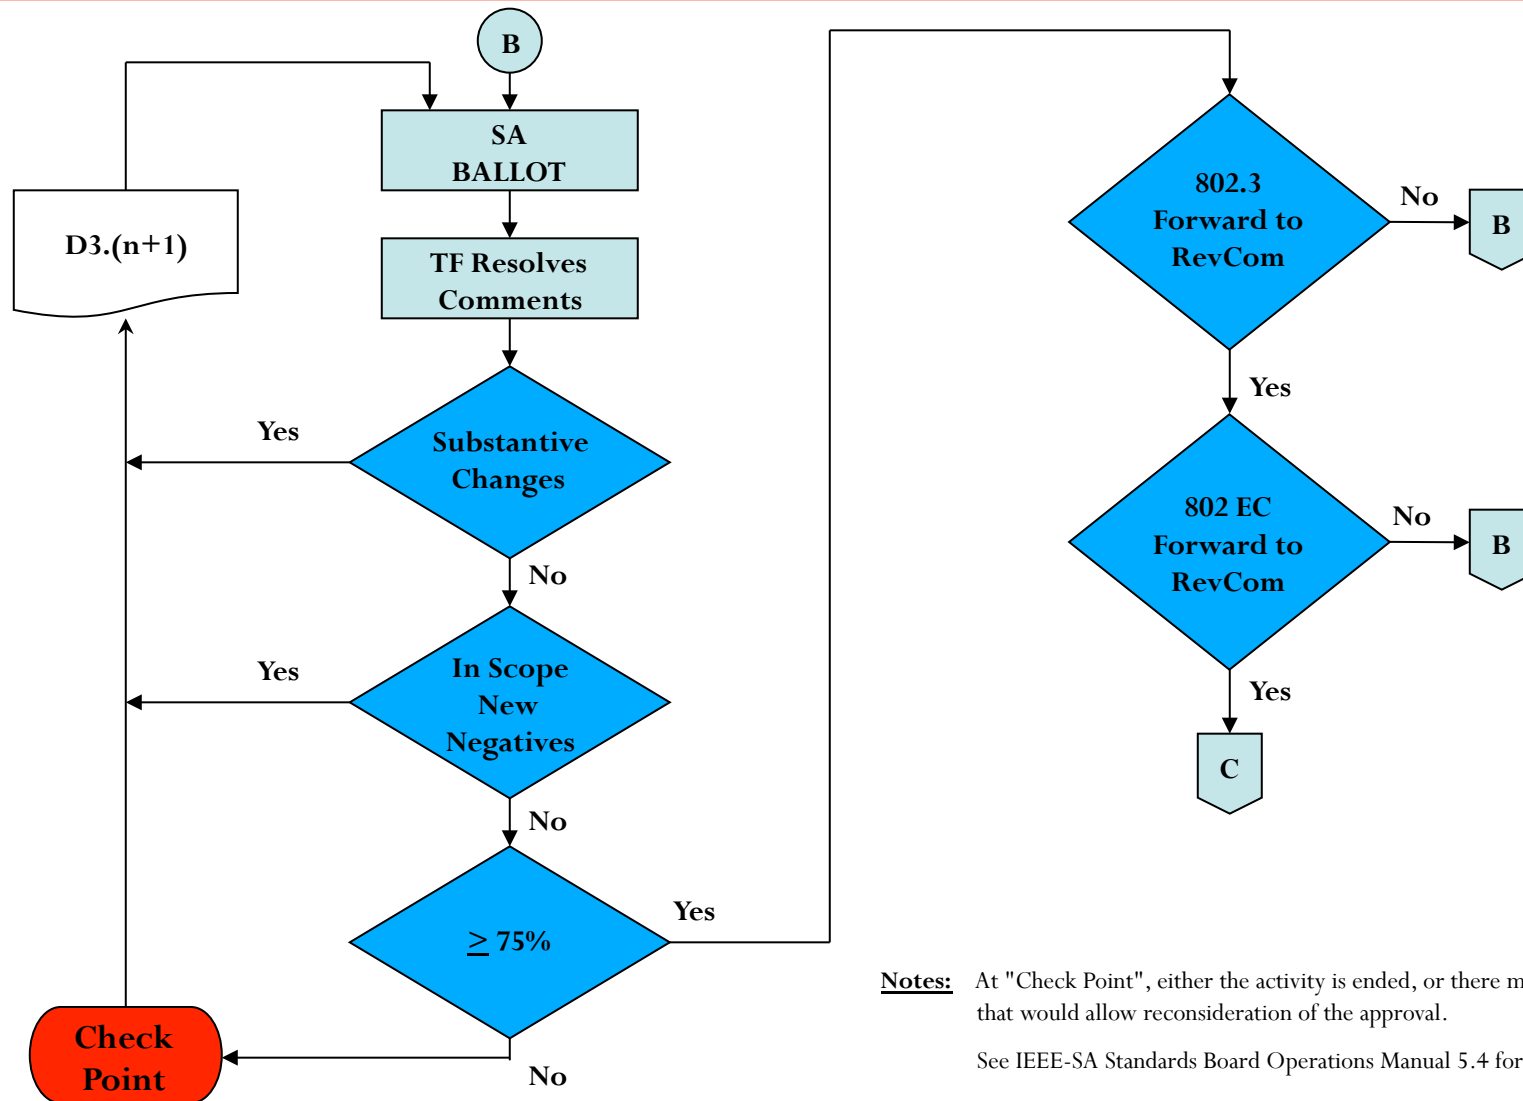 B
SA
BALLOT
D3.(n+1)
TF Resolves
Comments
Yes
Substantive
Changes
No
Yes
In Scope
New
Negatives
No
≥ 75%
Yes
Check
Point
No
802.3
Forward to
RevCom
No
B
Yes
802 EC
Forward to
RevCom
No
B
Yes
C
Notes: At "Check Point", either the activity is ended, or there
that would allow reconsideration of the approval.
See IEEE-SA Standards Board Operations Manual 5.4 for